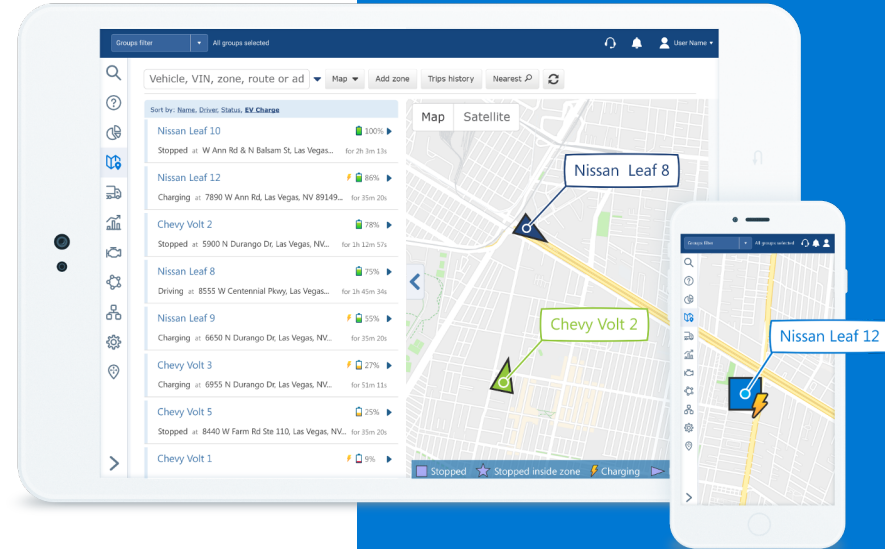 Groups filter
All groups selected
User Name
Vehicle, VIN, zone, route or ad
Map
Add zone
Trips history
Nearest
Sort by: Name, Driver, Status, EV Charge
Nissan Leaf 10
100%
Stopped at W Ann Rd & N Balsam St, Las Vegas... for 2h 3m 13s
Nissan Leaf 12
86%
Charging at 7890 W Ann Rd, Las Vegas, NV 89149... for 35m 20s
Chevy Volt 2
78%
Stopped at 5900 N Durango Dr, Las Vegas, NV... for 1h 12m 57s
Nissan Leaf 8
75%
Driving at 8555 W Centennial Pkwy, Las Vegas... for 1h 45m 34s
Nissan Leaf 9
55%
Charging at 6650 N Durango Dr, Las Vegas, NV... for 35m 20s
Chevy Volt 3
27%
Charging at 6955 N Durango Dr, Las Vegas, NV... for 51m 11s
Chevy Volt 5
25%
Stopped at 8440 W Farm Rd Ste 110, Las Vegas, NV... for 35m 20s
Chevy Volt 1
9%
Map Satellite
Nissan Leaf 8
Chevy Volt 2
Stopped Stopped inside zone Charging
Groups filter
All groups selected
Nissan Leaf 12